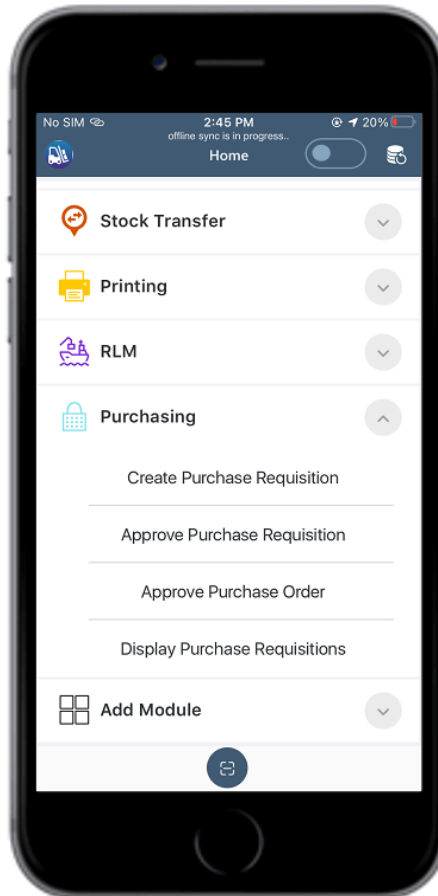 No SIM 2:45 PM 20%
offline sync is in progress..
Home
Stock Transfer
Printing
RLM
Purchasing
Create Purchase Requisition
Approve Purchase Requisition
Approve Purchase Order
Display Purchase Requisitions
Add Module